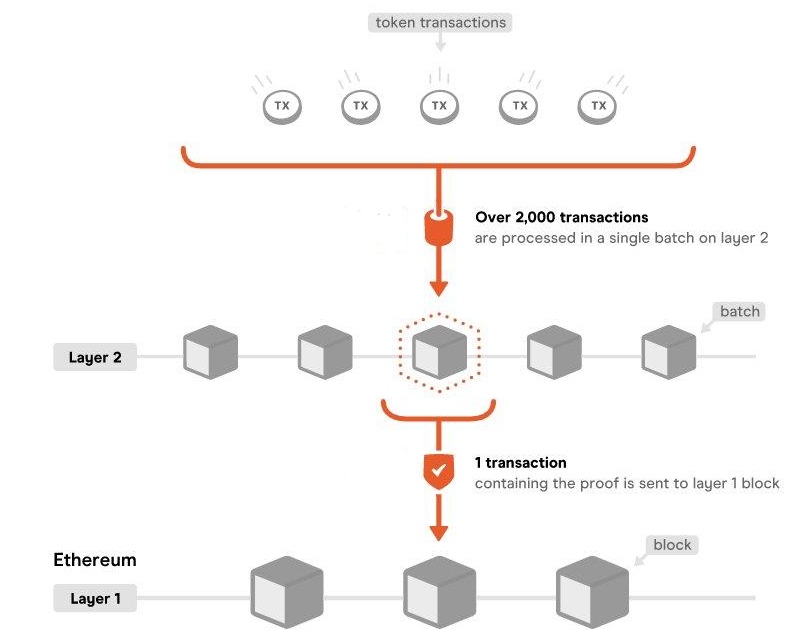 token transactions
TX TX TX TX TX
Over 2,000 transactions
are processed in a single batch on layer 2
batch
Layer 2
1 transaction
containing the proof is sent to layer 1 block
block
Ethereum
Layer 1